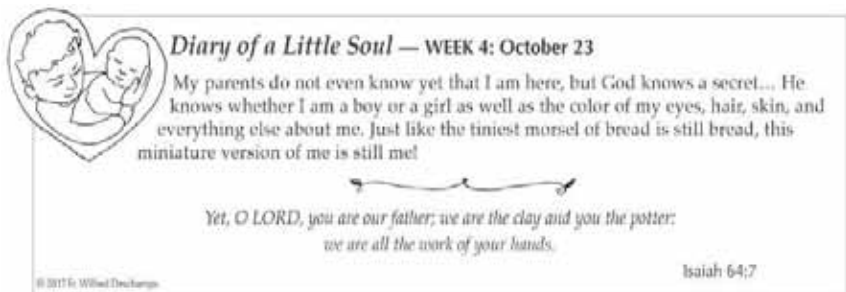 Diary of a Little Soul — WEEK 4: October 23
My parents do not even know yet that I am here, but God knows a secret... He
knows whether I am a boy or a girl as well as the color of my eyes, hair, skin, and
everything else about me. Just like the tiniest morsel of bread is still bread, this
miniature version of me is still me!
Yet, O LORD, you are our father; we are the clay and you the potter:
we are all the work of your hands.
Isaiah 64:7
© 2017 Fr. Wilfred Deschamps